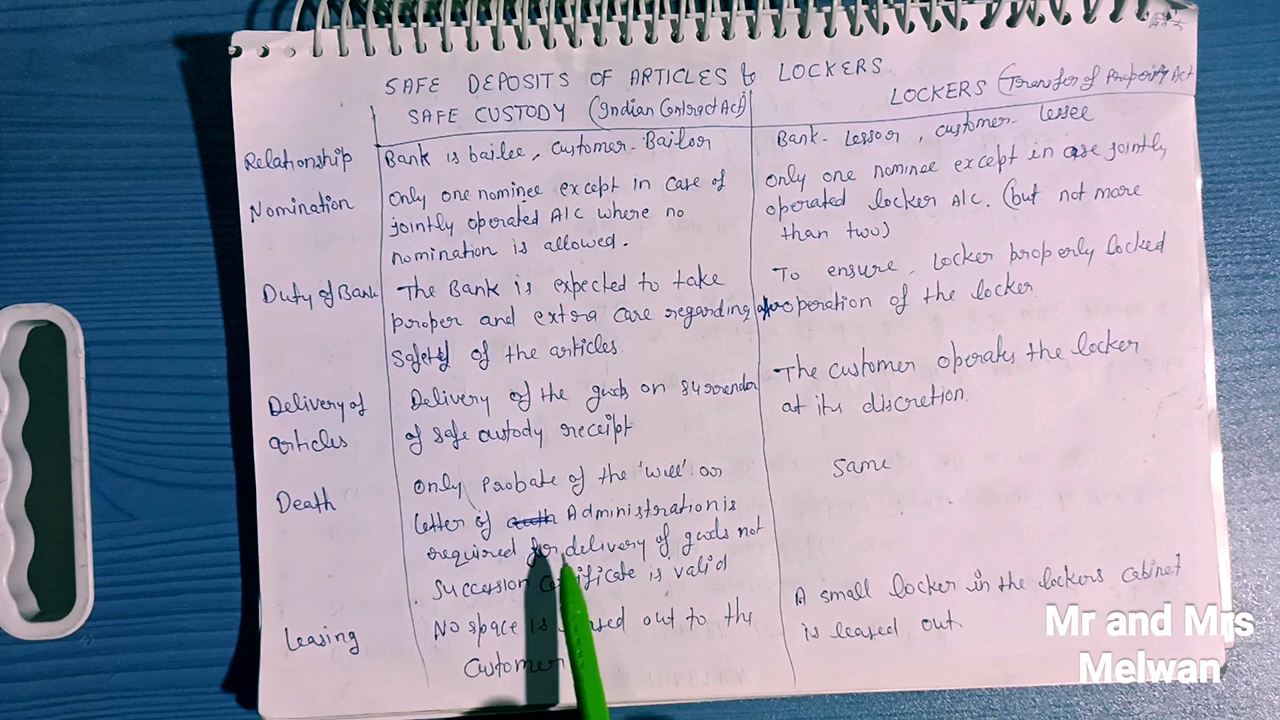 SAFE DEPOSITS OF ARTICLES & LOCKERS
SAFE CUSTODY (Indian Contract Act)
LOCKERS (Transfer of Property Act
Relationship
Bank is bailee, Customer - Bailor
Bank - Lessor, customer - lessee
Nomination
Only one nominee except in case of
jointly operated A/C where no
nomination is allowed.
only one nominee except in case jointly
operated locker A/C. (but not more
than two)
Duty of Bank
The Bank is expected to take
proper and extra care regarding
safety of the articles
To ensure, Locker properly locked
operation of the locker
Delivery of
articles
Delivery of the goods on surrender
of safe custody receipt
The customer operates the locker
at its discretion.
Death
Only Probate of the 'will' or
letter of Administration is
required for delivery of goods not
Succession certificate is valid
Same
Leasing
No space is leased out to the
Customer
A small locker in the lockers cabinet
is leased out.
Mr and Mrs
Melwan